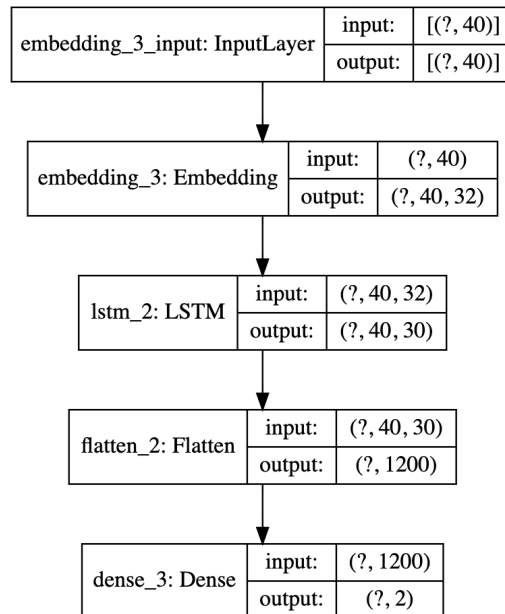 embedding_3_input: InputLayer
input: [(?, 40)]
output: [(?, 40)]
embedding_3: Embedding
input: (?, 40)
output: (?, 40, 32)
lstm_2: LSTM
input: (?, 40, 32)
output: (?, 40, 30)
flatten_2: Flatten
input: (?, 40, 30)
output: (?, 1200)
dense_3: Dense
input: (?, 1200)
output: (?, 2)